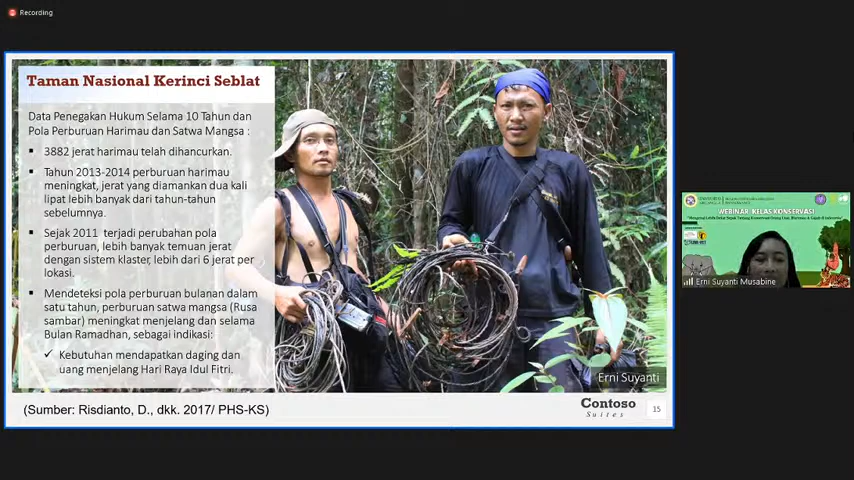 Recording
Taman Nasional Kerinci Seblat
Data Penegakan Hukum Selama 10 Tahun dan
Pola Perburuan Harimau dan Satwa Mangsa :
▪ 3882 jerat harimau telah dihancurkan.
▪ Tahun 2013-2014 perburuan harimau
meningkat, jerat yang diamankan dua kali
lipat lebih banyak dari tahun-tahun
sebelumnya.
▪ Sejak 2011 terjadi perubahan pola
perburuan, lebih banyak temuan jerat
dengan sistem klaster, lebih dari 6 jerat per
lokasi.
▪ Mendeteksi pola perburuan bulanan dalam
satu tahun, perburuan satwa mangsa (Rusa
sambar) meningkat menjelang dan selama
Bulan Ramadhan, sebagai indikasi:
✓ Kebutuhan mendapatkan daging dan
uang menjelang Hari Raya Idul Fitri.
Erni Suyanti
(Sumber: Risdianto, D., dkk. 2017/ PHS-KS)
Contoso
Suites
15
WEBINAR KELAS KONSERVASI
Erni Suyanti Musabine